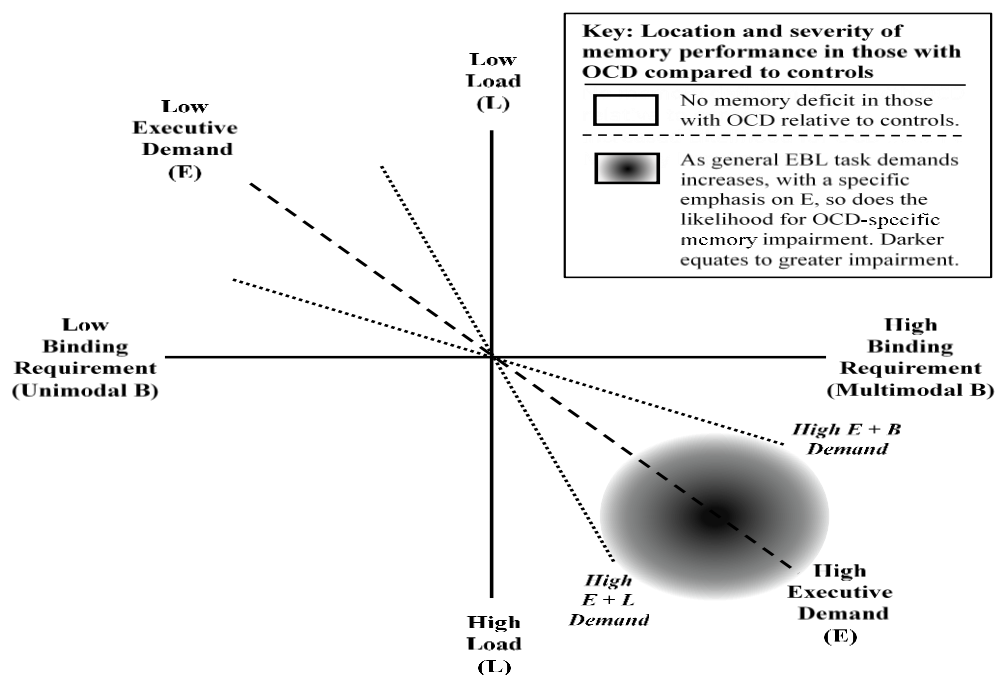 Key: Location and severity of
memory performance in those with
OCD compared to controls
No memory deficit in those
with OCD relative to controls.
As general EBL task demands
increases, with a specific
emphasis on E, so does the
likelihood for OCD-specific
memory impairment. Darker
equates to greater impairment.
Low
Load
(L)
Low
Executive
Demand
(E)
Low
Binding
Requirement
(Unimodal B)
High
Binding
Requirement
(Multimodal B)
High E + B
Demand
High
E + L
Demand
High
Executive
Demand
(E)
High
Load
(L)